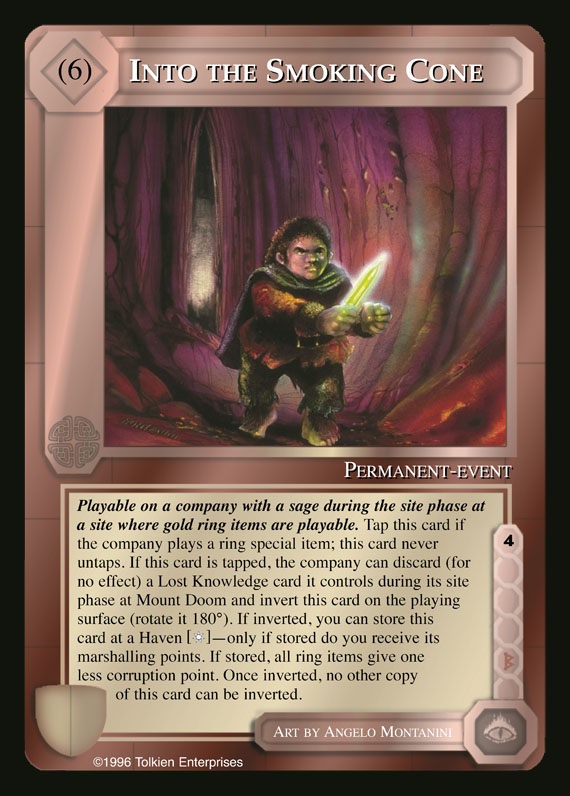 (6)
INTO THE SMOKING CONE
PERMANENT-EVENT
Playable on a company with a sage during the site phase at
a site where gold ring items are playable. Tap this card if
the company plays a ring special item; this card never
untaps. If this card is tapped, the company can discard (for
no effect) a Lost Knowledge card it controls during its site
phase at Mount Doom and invert this card on the playing
surface (rotate it 180°). If inverted, you can store this
card at a Haven [☼]—only if stored do you receive its
marshalling points. If stored, all ring items give one
less corruption point. Once inverted, no other copy
of this card can be inverted.
4
ART BY ANGELO MONTANINI
©1996 Tolkien Enterprises